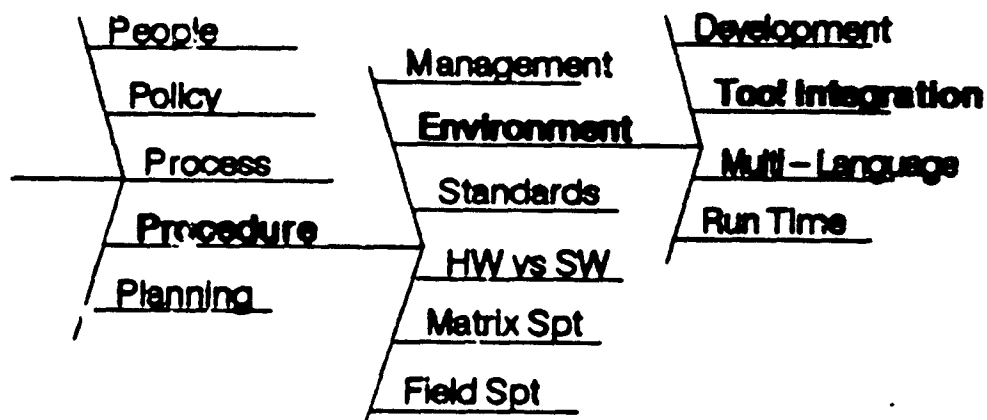 People
Policy
Process
Procedure
Planning
Management
Environment
Standards
HW vs SW
Matrix Spt
Field Spt
Development
Tool Integration
Multi-Language
Run Time